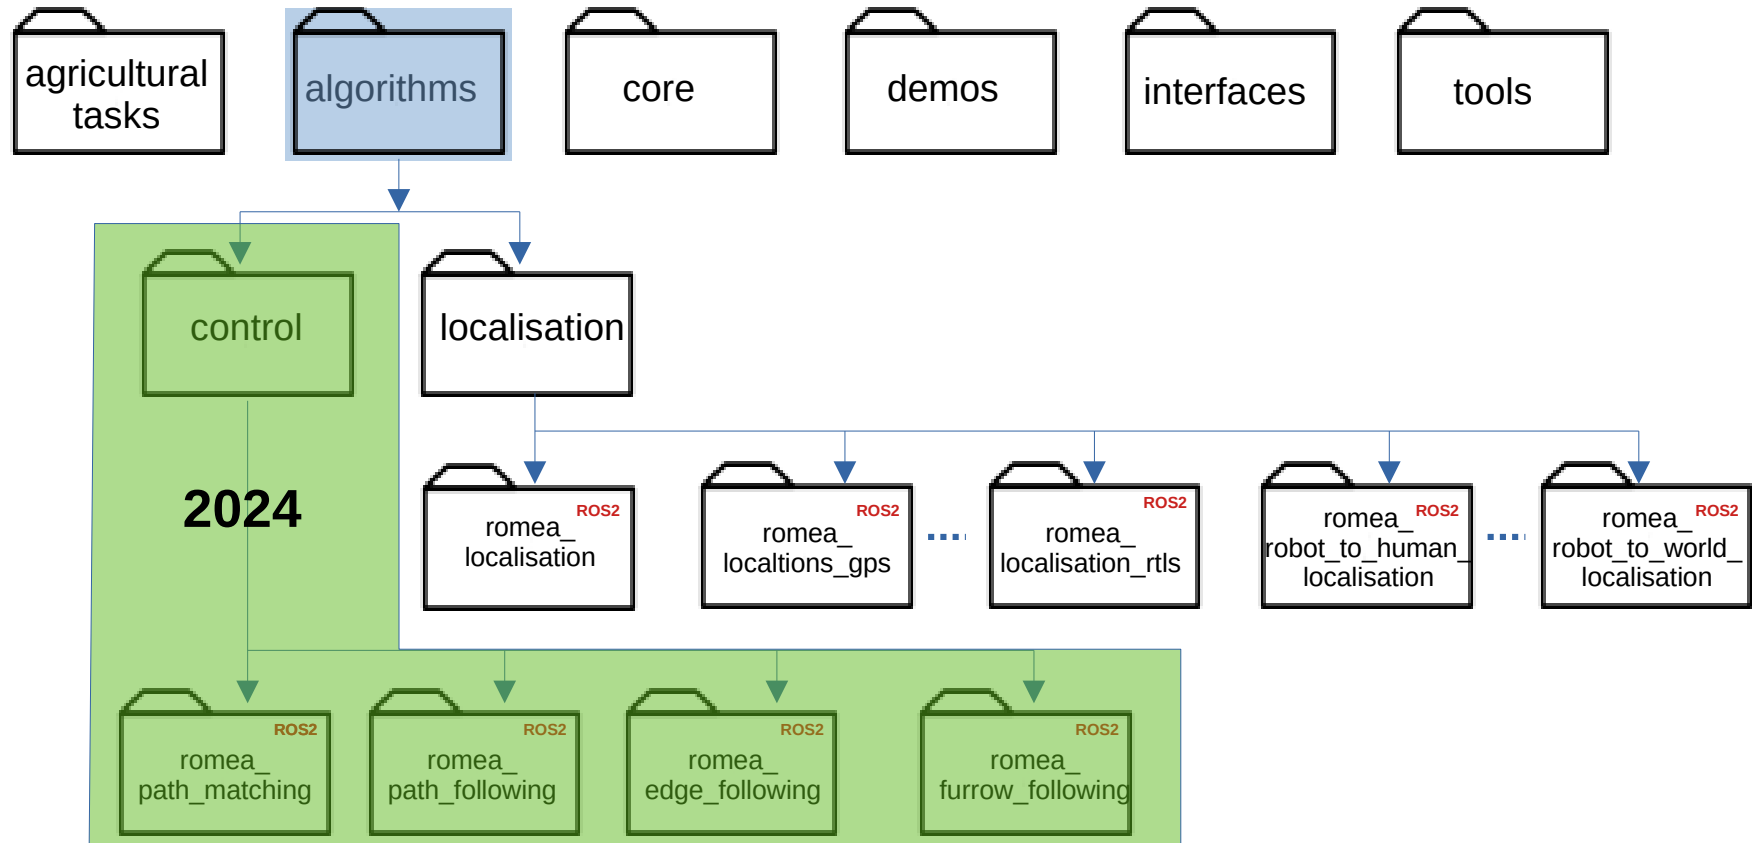 agricultural
tasks
algorithms
core
demos
interfaces
tools
control
localisation
2024
ROS2
romea_
localisation
ROS2
romea_
localtions_gps
ROS2
romea_
localisation_rtls
ROS2
romea_
robot_to_human_
localisation
ROS2
romea_
robot_to_world_
localisation
ROS2
romea_
path_matching
ROS2
romea_
path_following
ROS2
romea_
edge_following
ROS2
romea_
furrow_following